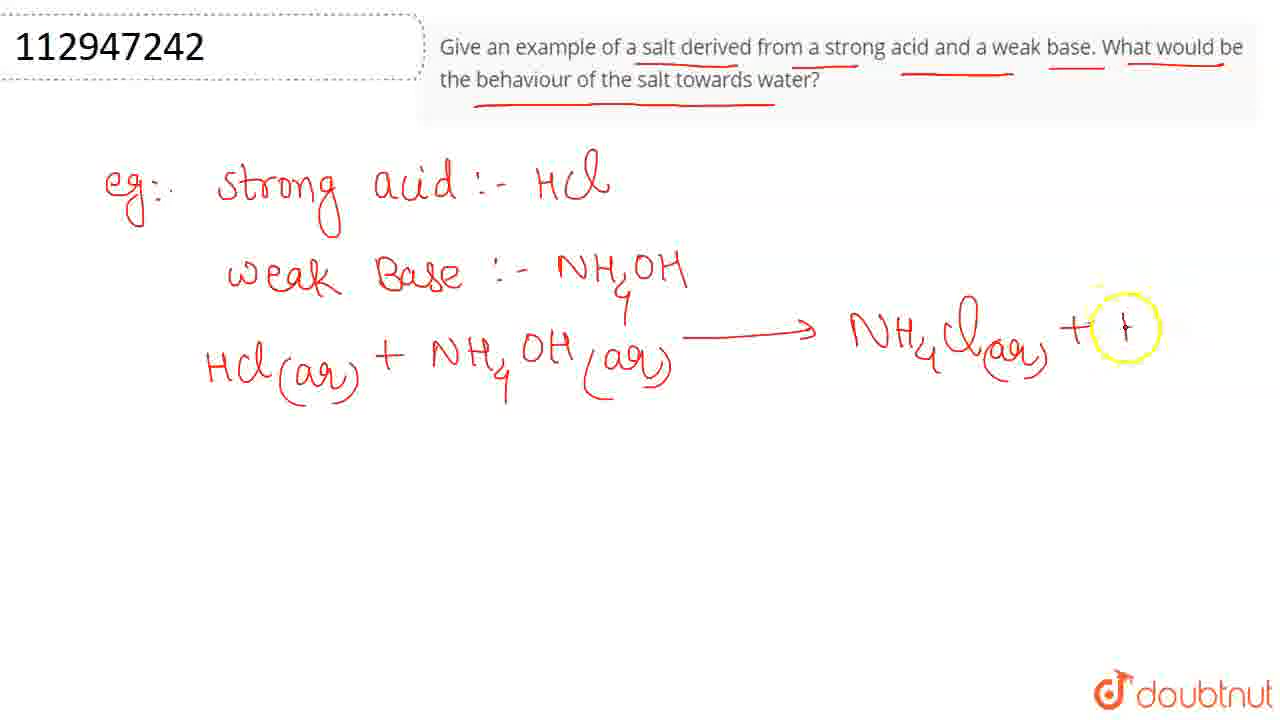 112947242
Give an example of a salt derived from a strong acid and a weak base. What would be
the behaviour of the salt towards water?
eg:- strong acid :- HCl
weak Base :- NH4OH
HCl(aq) + NH4OH(aq) ⟶ NH4Cl(aq) +
doubtnut